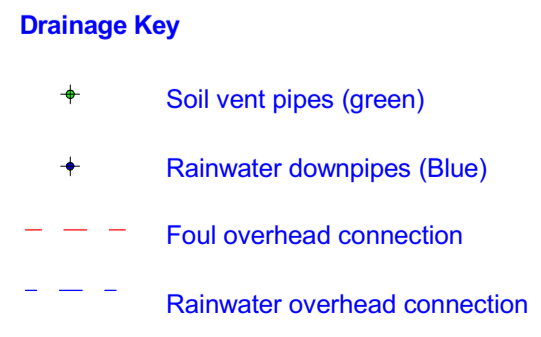 Drainage Key
Soil vent pipes (green)
Rainwater downpipes (Blue)
Foul overhead connection
Rainwater overhead connection